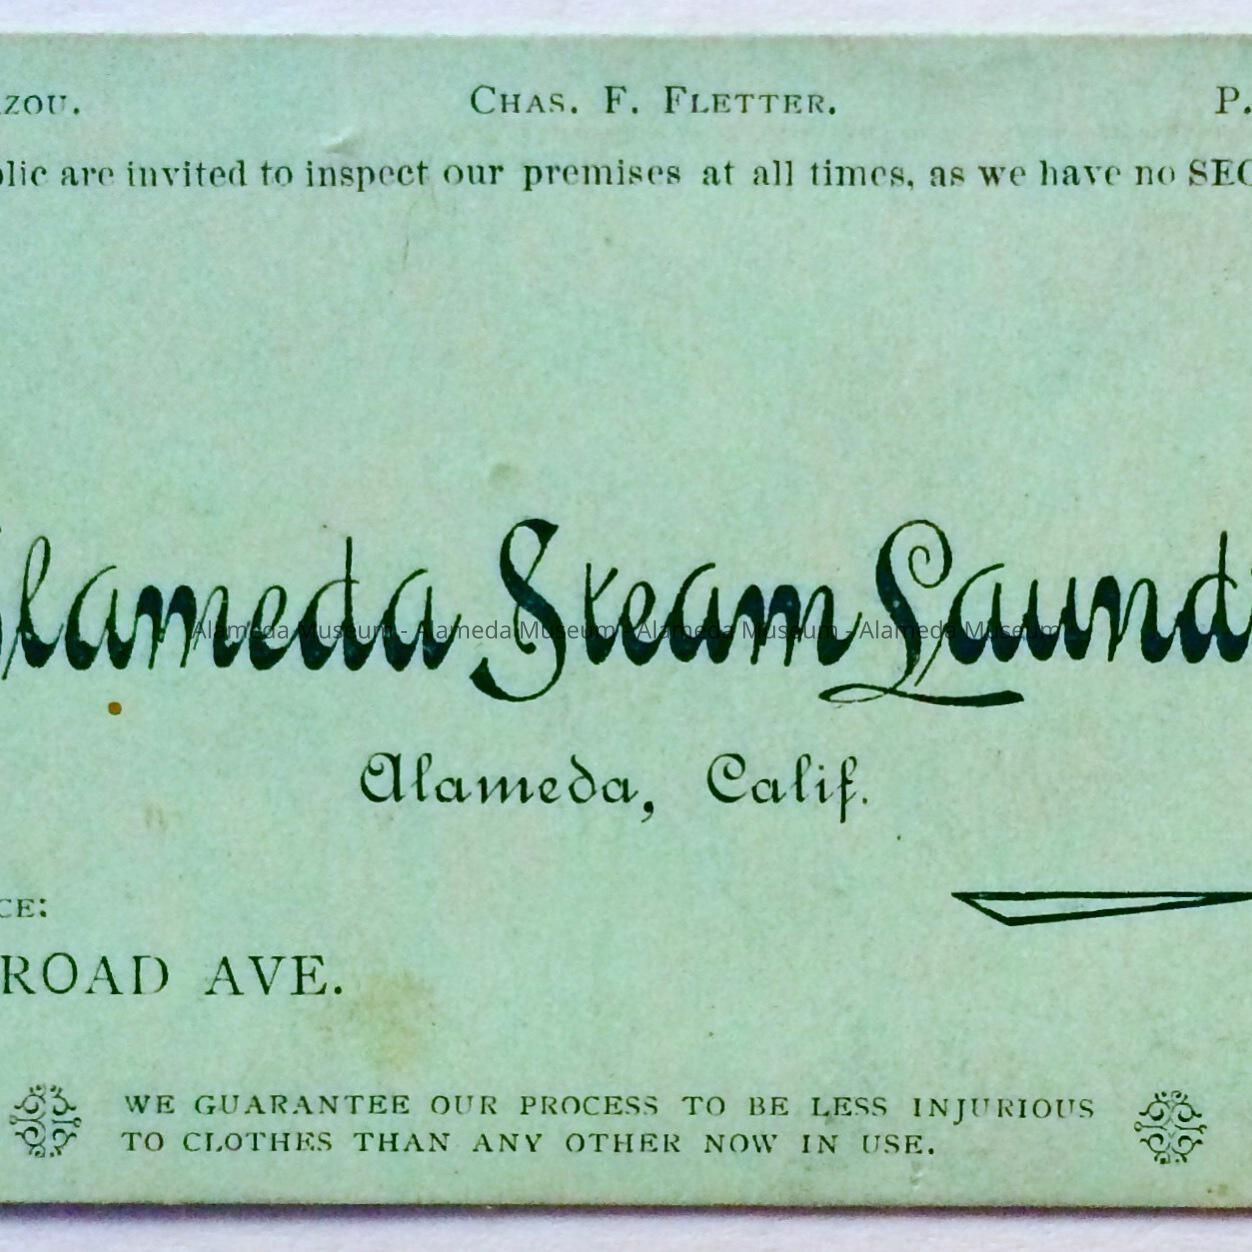 ZOU. CHAS. F. FLETTER. P.
blic are invited to inspect our premises at all times, as we have no SEC
Alameda Steam Laund
Alameda Museum - Alameda Museum - Alameda Museum - Alameda Museum
Alameda, Calif.
CE:
ROAD AVE.
WE GUARANTEE OUR PROCESS TO BE LESS INJURIOUS
TO CLOTHES THAN ANY OTHER NOW IN USE.